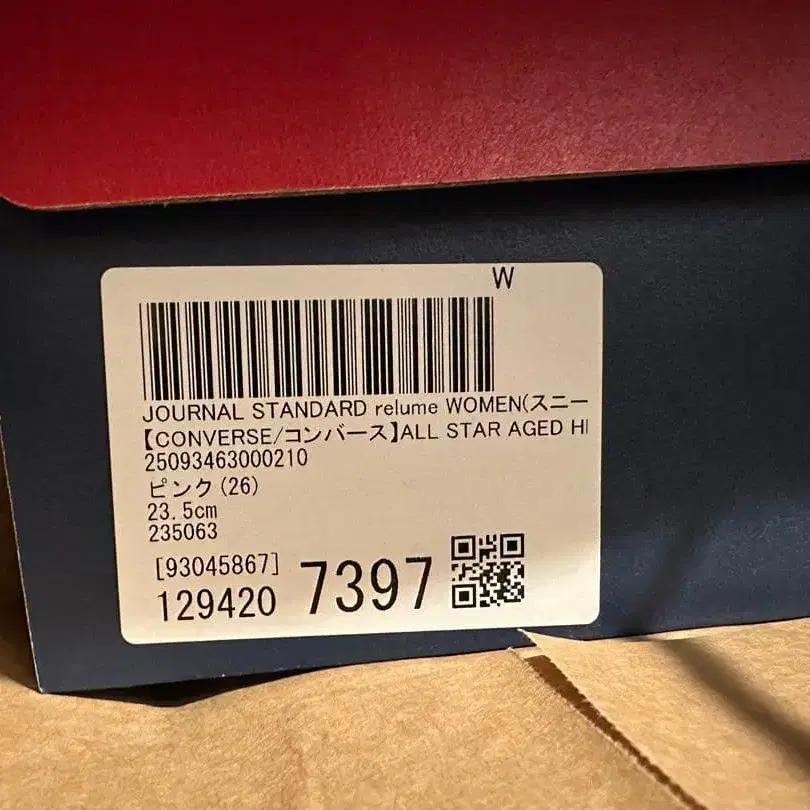 W
JOURNAL STANDARD relume WOMEN(スニー
【CONVERSE/コンバース】ALL STAR AGED HI
25093463000210
ピンク(26)
23.5cm
235063
[93045867]
129420 7397